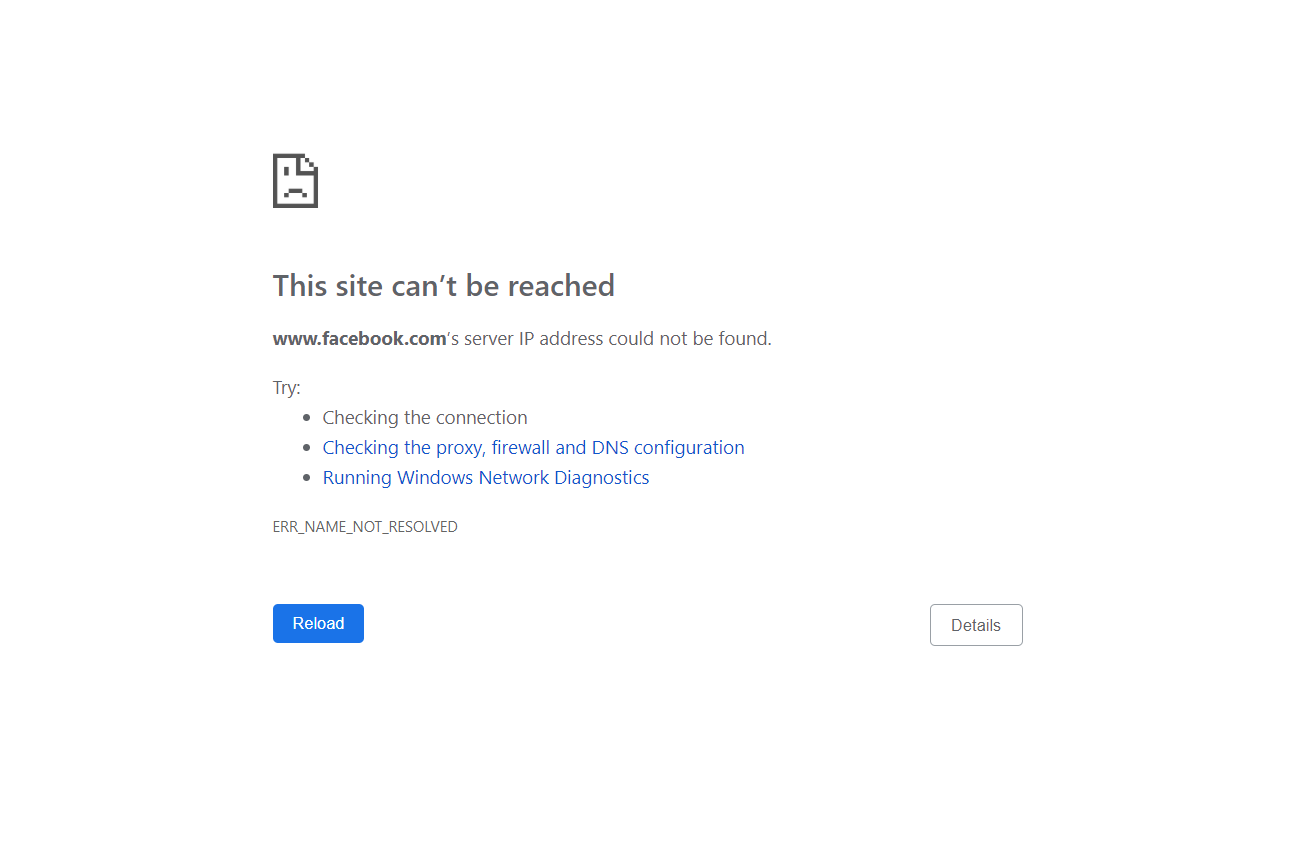 This site can’t be reached
www.facebook.com’s server IP address could not be found.
Try:
Checking the connection
Checking the proxy, firewall and DNS configuration
Running Windows Network Diagnostics
ERR_NAME_NOT_RESOLVED
Reload
Details